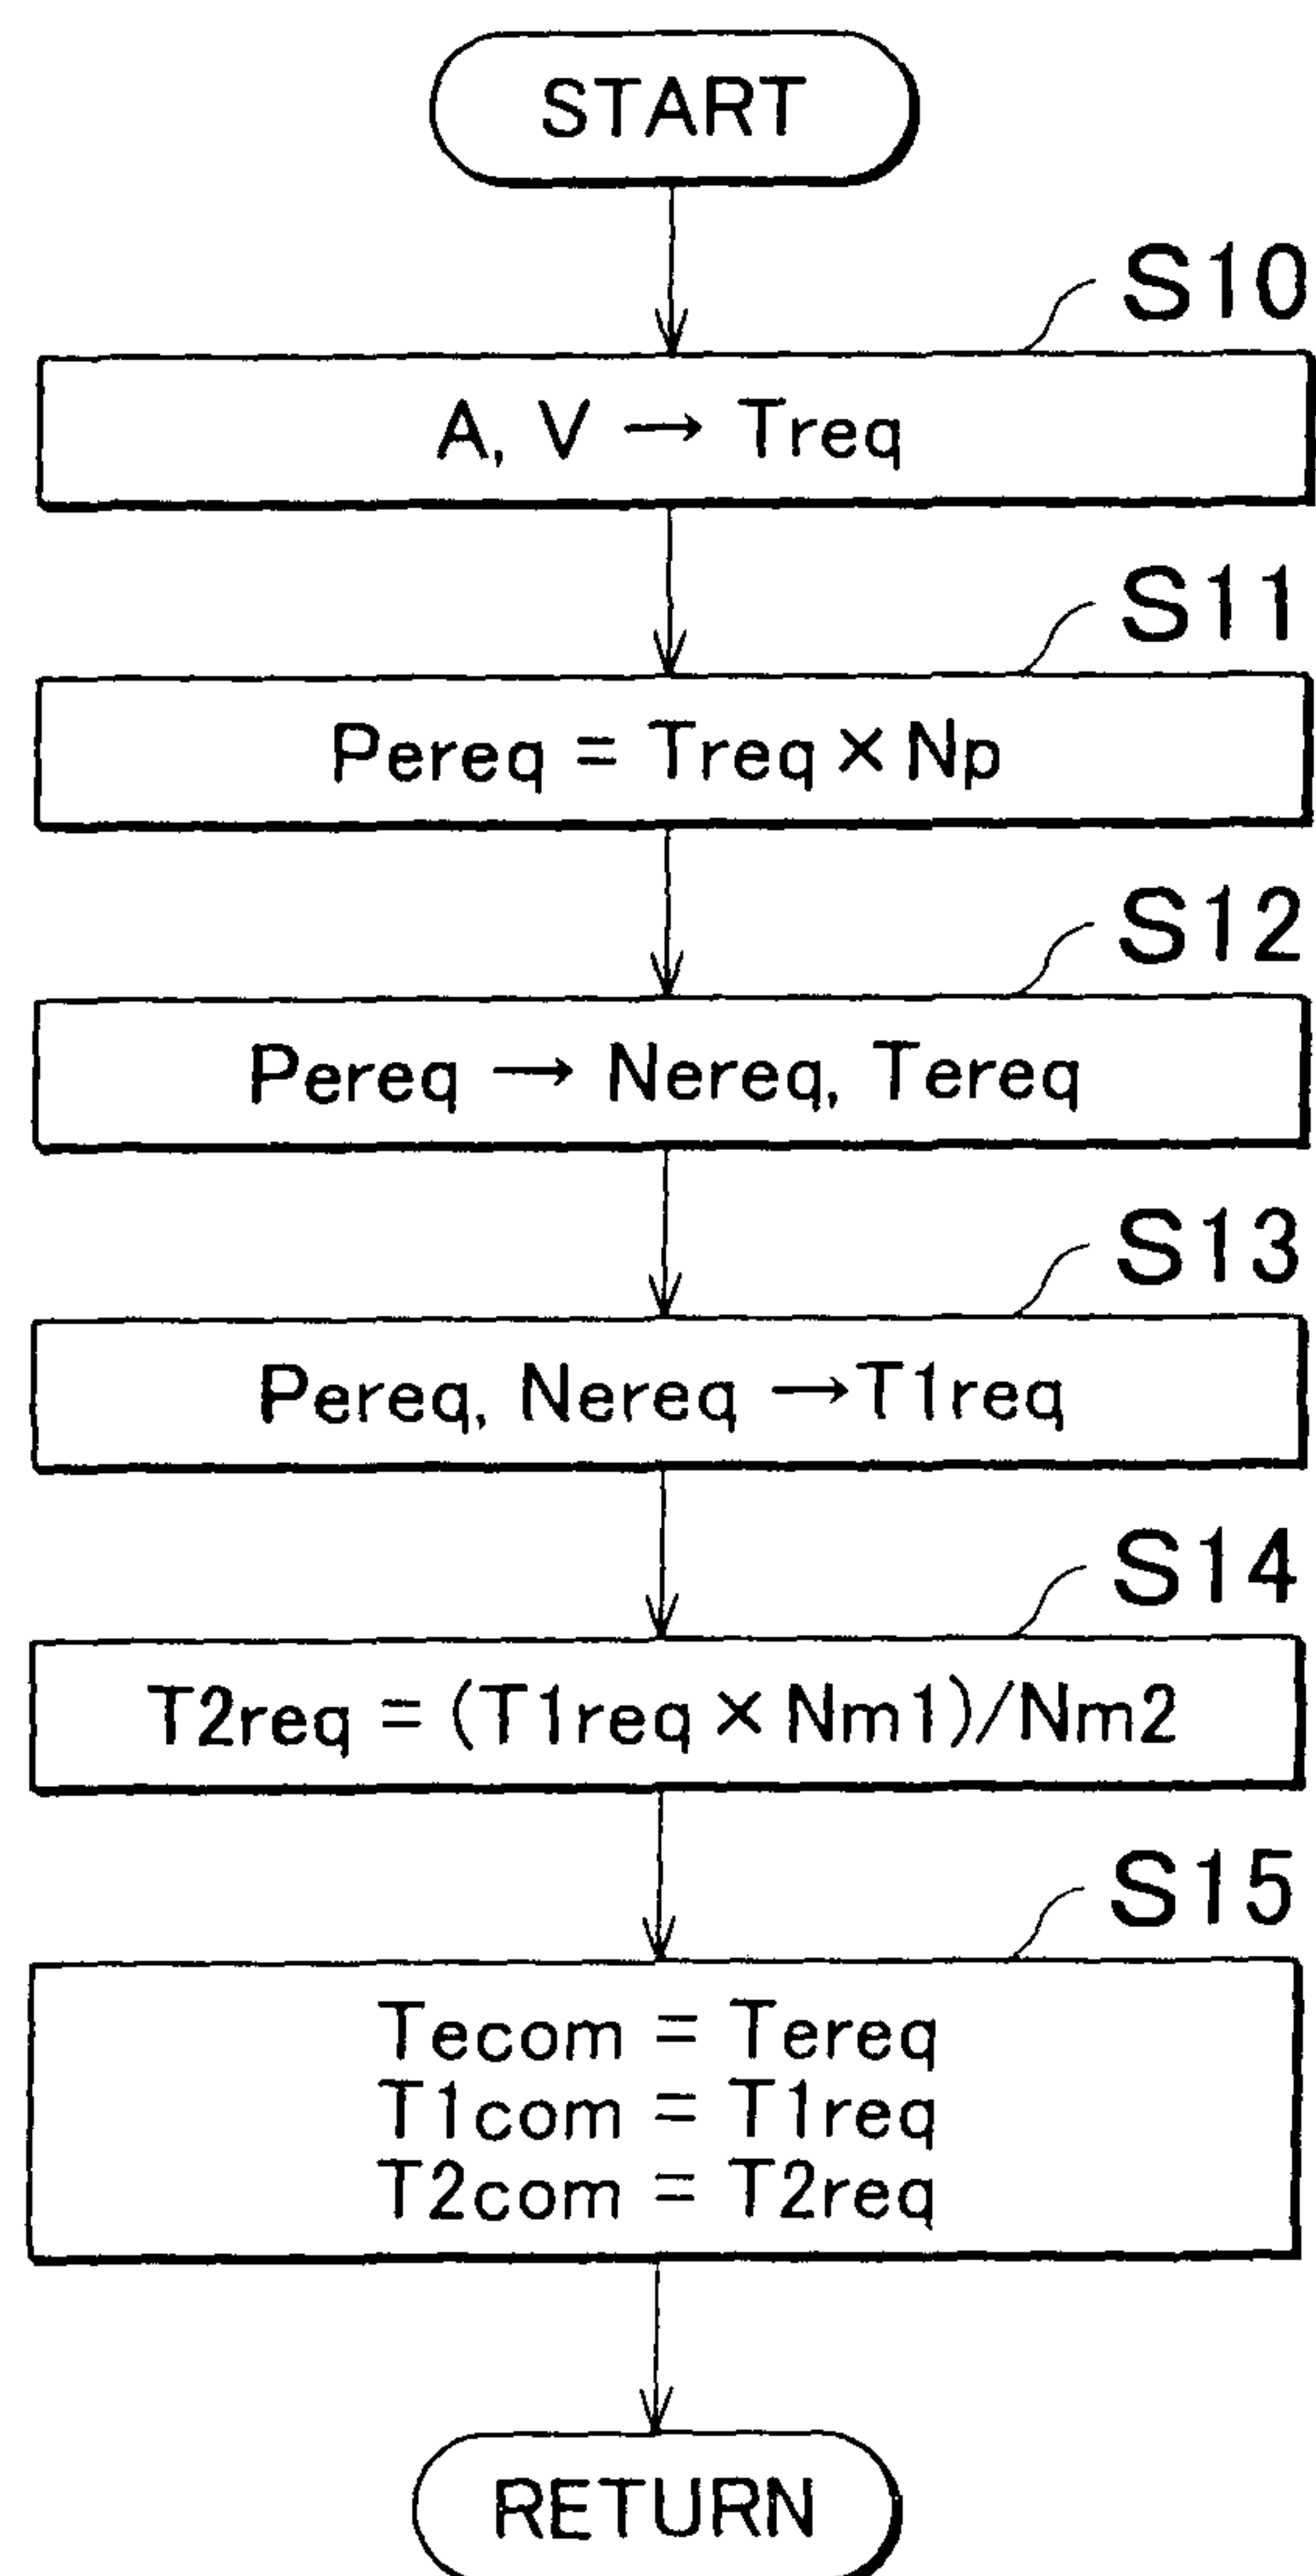 START
S10
A, V → Treq
S11
Pereq = Treq × Np
S12
Pereq → Nereq, Tereq
S13
Pereq, Nereq → T1req
S14
T2req = (T1req × Nm1)/Nm2
S15
Tecom = Tereq
T1com = T1req
T2com = T2req
RETURN